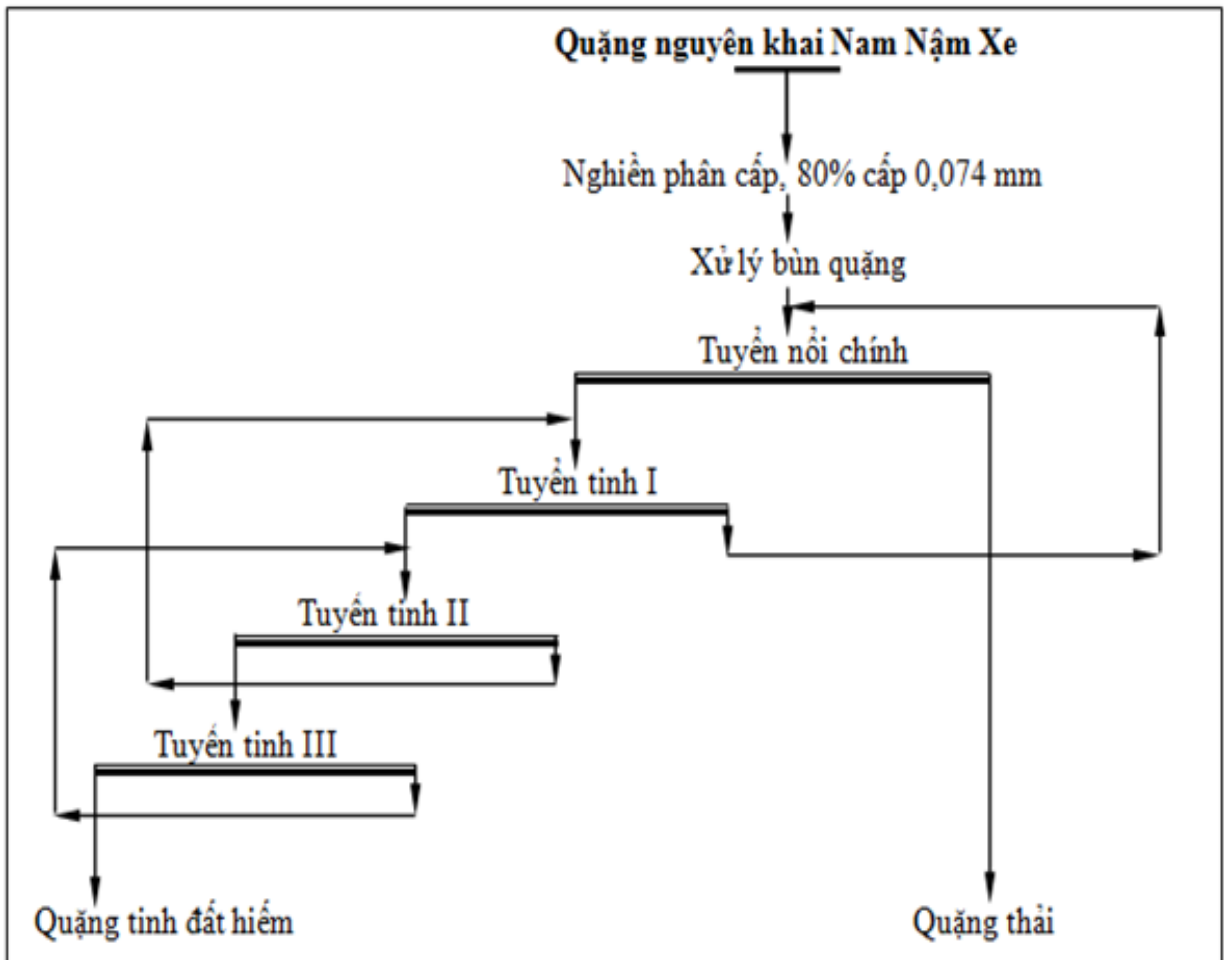 Quặng nguyên khai Nam Nậm Xe
Nghiền phân cấp, 80% cấp 0,074 mm
Xử lý bùn quặng
Tuyển nổi chính
Tuyển tinh I
Tuyển tinh II
Tuyển tinh III
Quặng tinh đất hiếm
Quặng thải